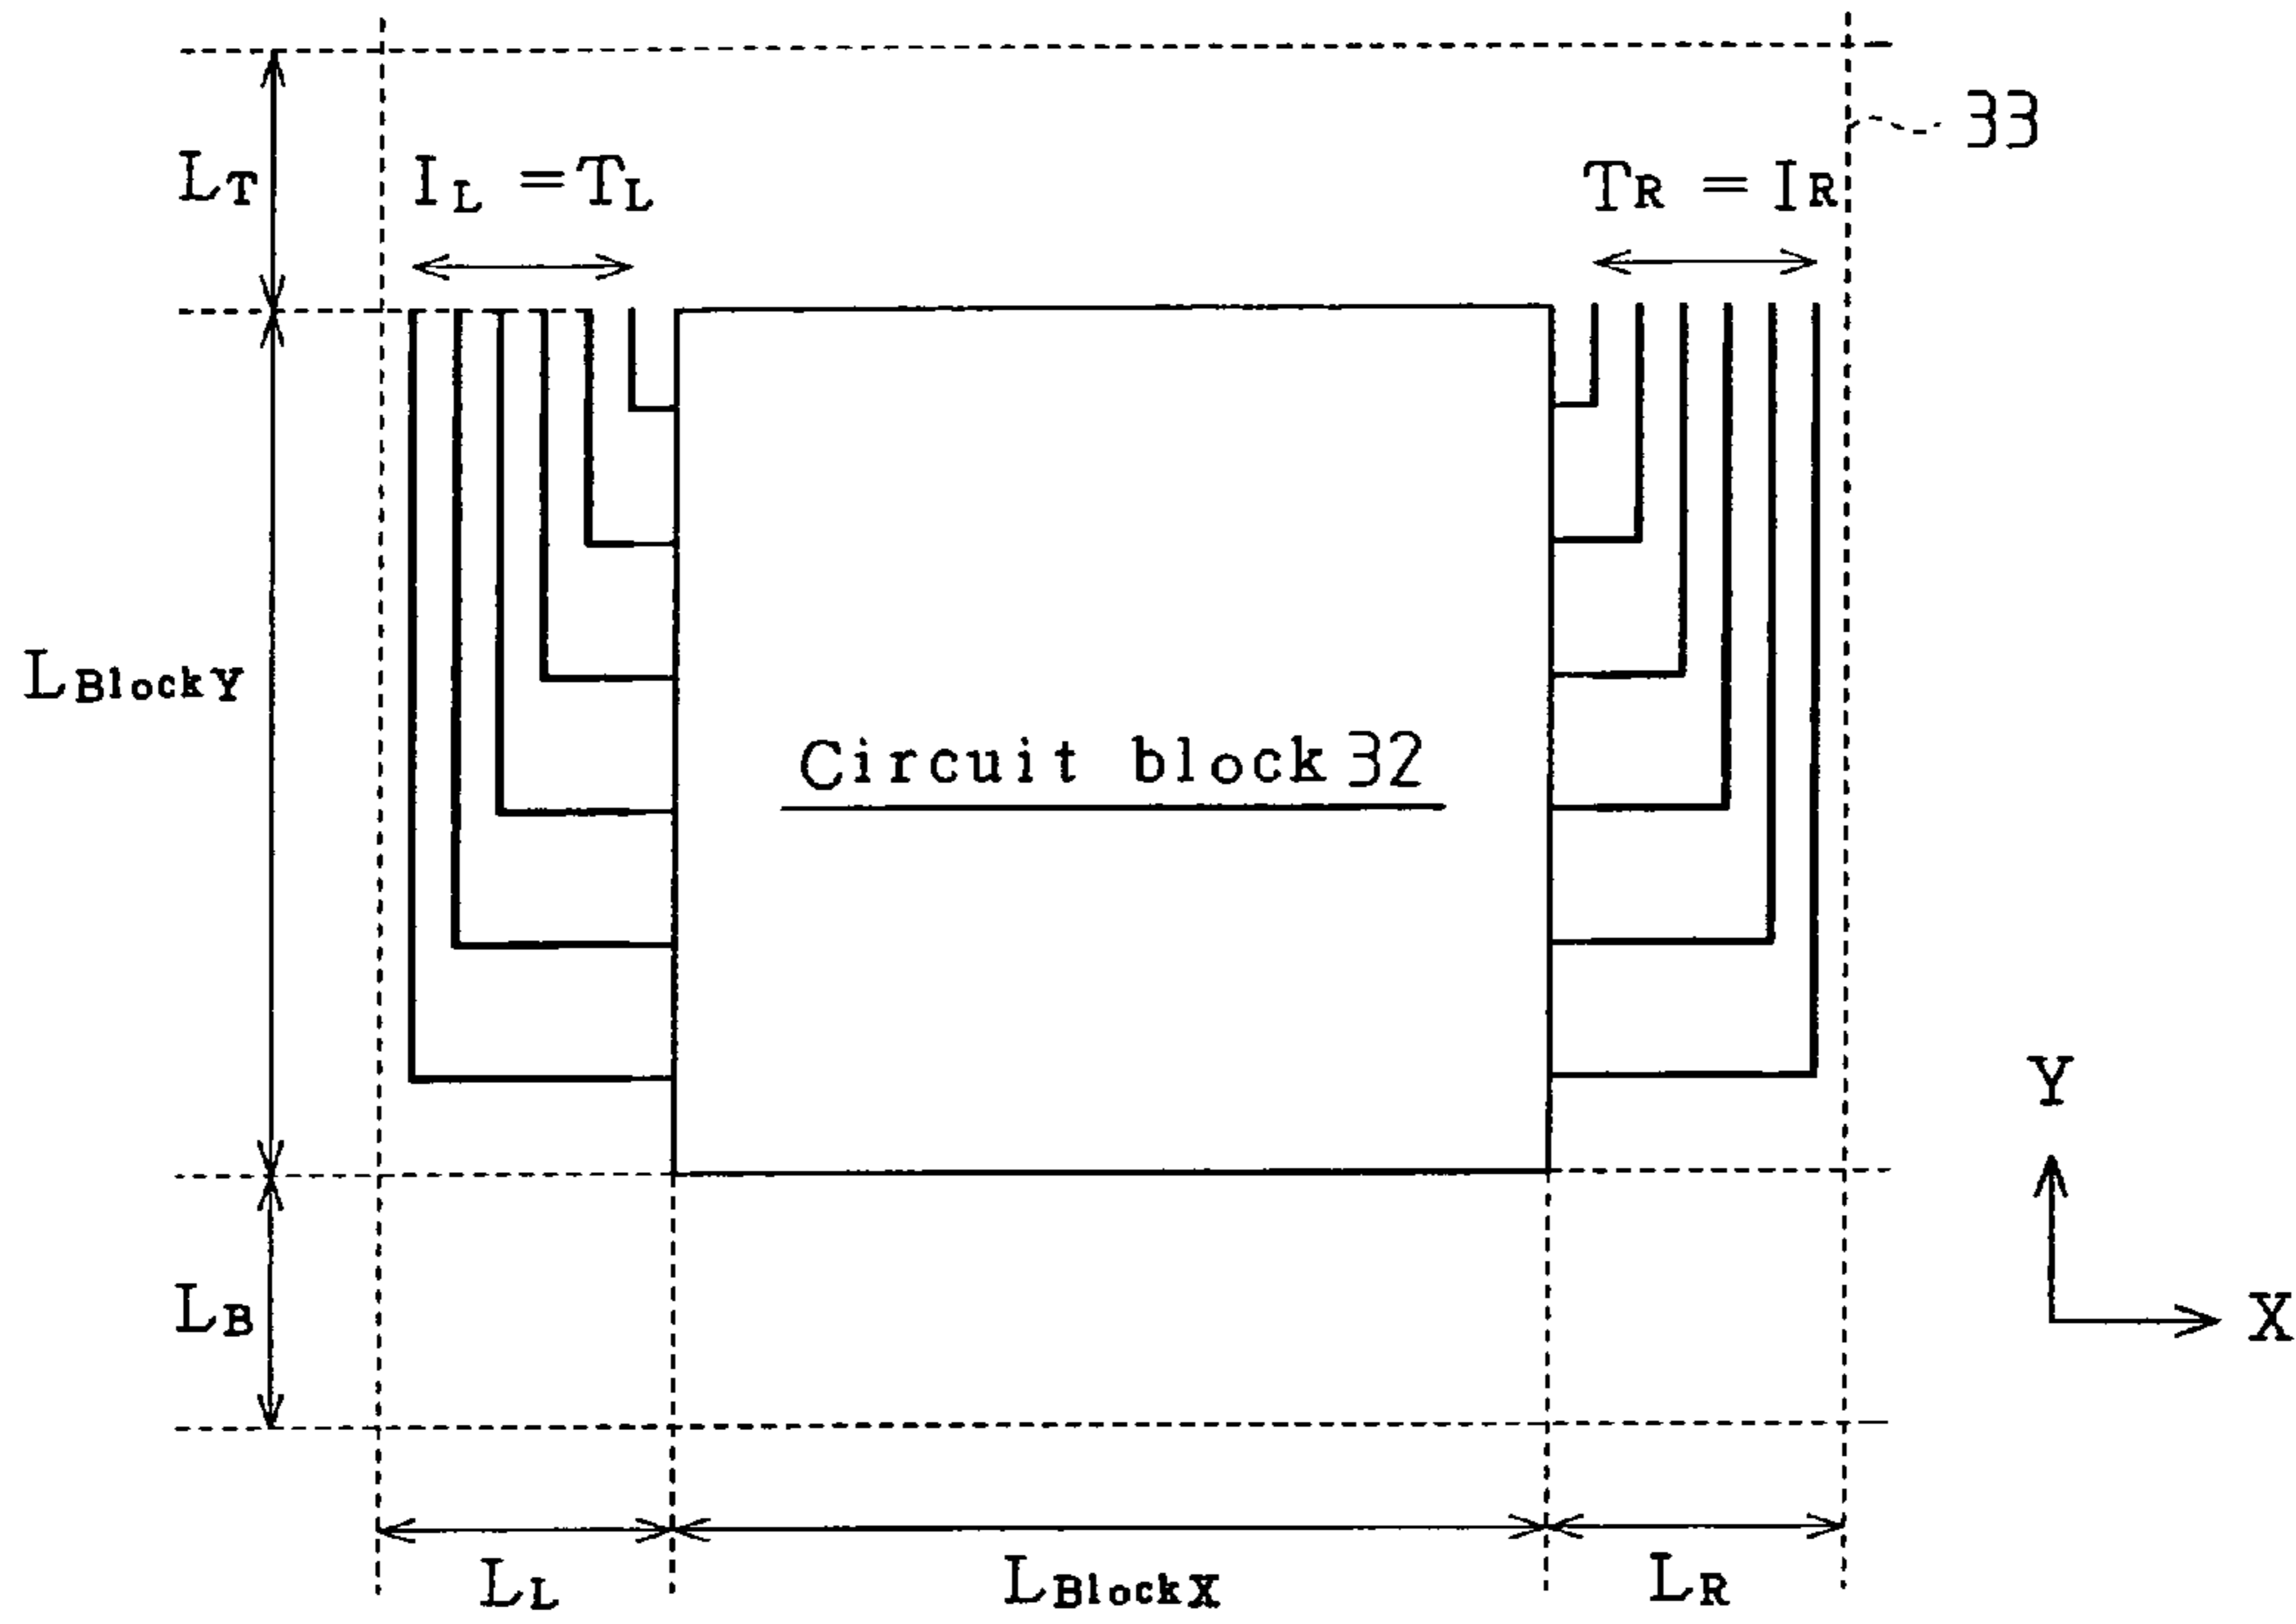 33
LT
IL = TL
TR = IR
LBlockY
Circuit block 32
Y
LB
X
LL
LBlockX
LR